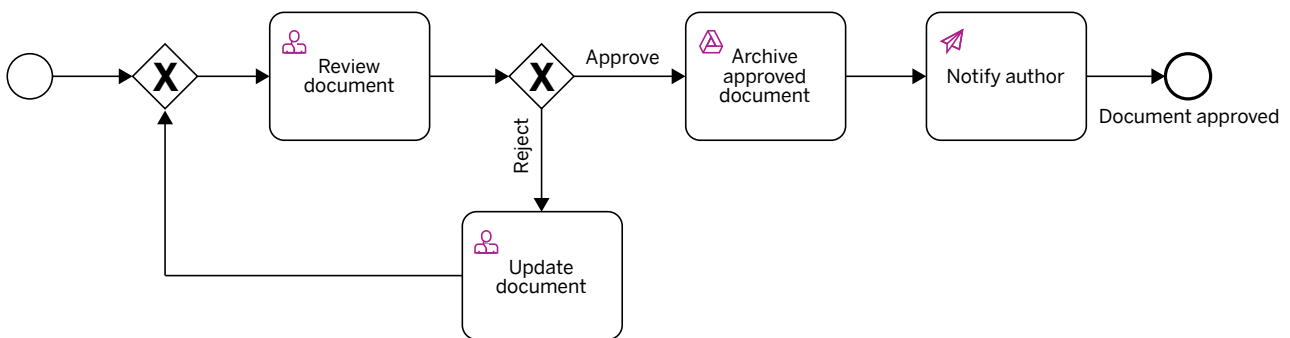 Review
document
Approve
Archive
approved
document
Notify author
Document approved
Reject
Update
document